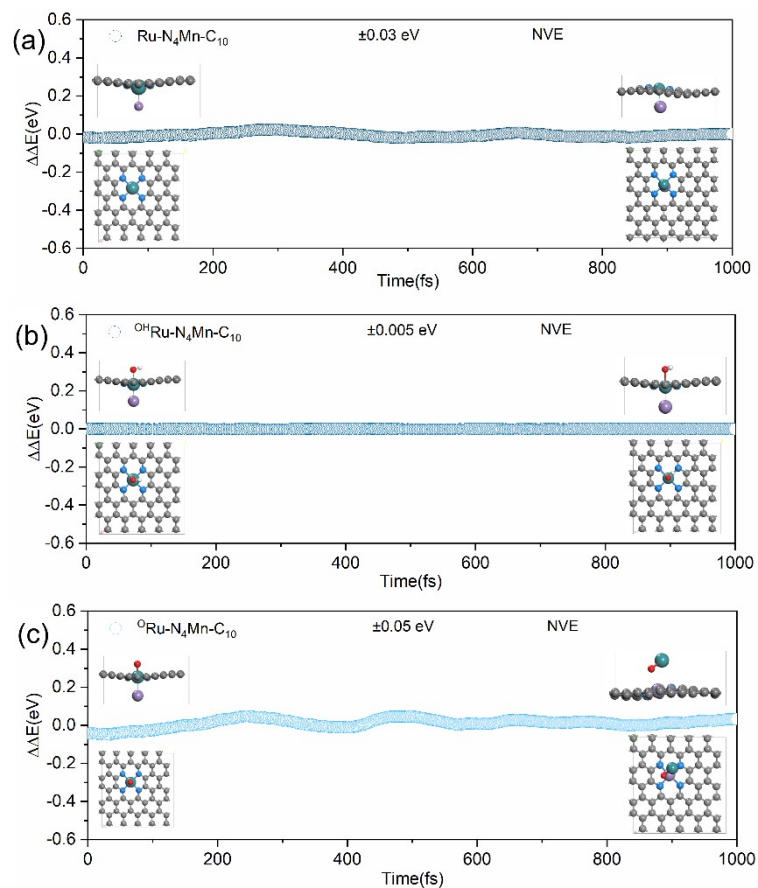 (a)
Ru-N₄Mn-C₁₀ ±0.03 eV NVE
ΔΔE(eV)
0.6
0.4
0.2
0.0
-0.2
-0.4
-0.6
0 200 400 600 800 1000
Time(fs)
(b)
ᴼᴴRu-N₄Mn-C₁₀ ±0.005 eV NVE
ΔΔE(eV)
0.6
0.4
0.2
0.0
-0.2
-0.4
-0.6
0 200 400 600 800 1000
Time(fs)
(c)
ᴼRu-N₄Mn-C₁₀ ±0.05 eV NVE
ΔΔE(eV)
0.6
0.4
0.2
0.0
-0.2
-0.4
-0.6
0 200 400 600 800 1000
Time(fs)